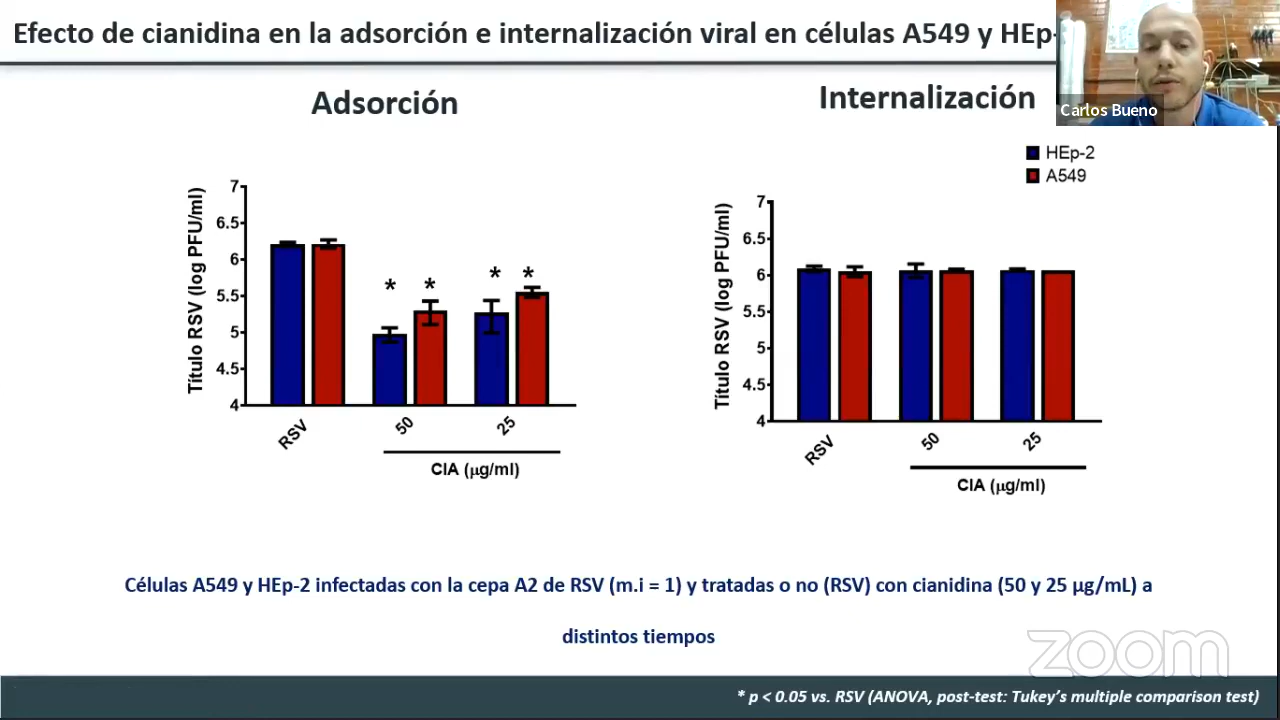 Efecto de cianidina en la adsorción e internalización viral en células A549 y HEp-
Carlos Bueno
Adsorción
Internalización
HEp-2
A549
Título RSV (log PFU/ml)
7
6.5
6
5.5
5
4.5
4
* * * *
RSV
50
25
CIA (µg/ml)
Título RSV (log PFU/ml)
7
6.5
6
5.5
5
4.5
4
RSV
50
25
CIA (µg/ml)
Células A549 y HEp-2 infectadas con la cepa A2 de RSV (m.i = 1) y tratadas o no (RSV) con cianidina (50 y 25 µg/mL) a
distintos tiempos
zoom
* p < 0.05 vs. RSV (ANOVA, post-test: Tukey’s multiple comparison test)